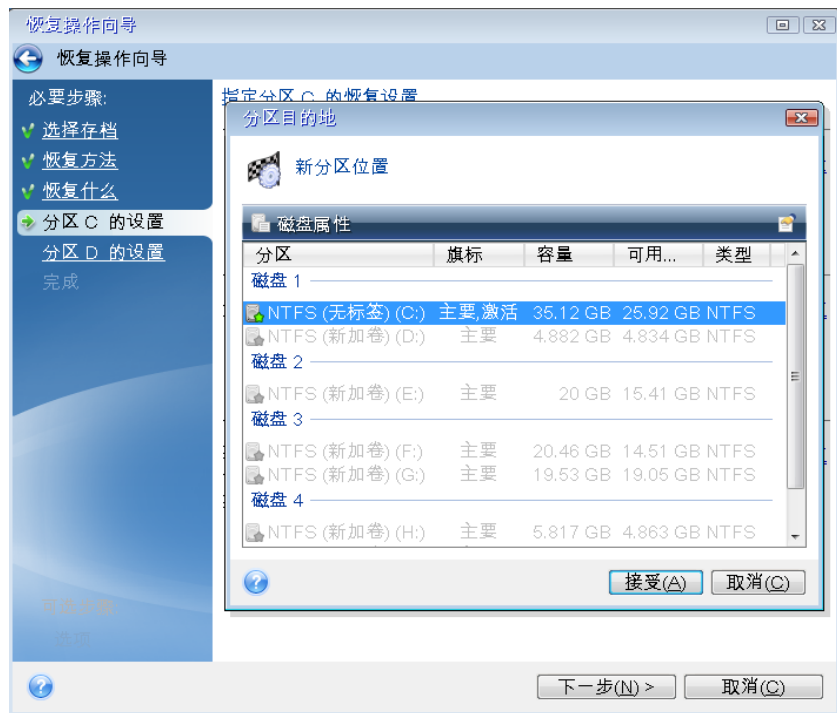 恢复操作向导
恢复操作向导
必要步骤:
选择存档
恢复方法
恢复什么
分区 C 的设置
分区 D 的设置
完成
指定分区 C 的恢复设置
分区目的地
新分区位置
磁盘属性
分区 旗标 容量 可用... 类型
磁盘 1
NTFS (无标签) (C:) 主要,激活 35.12 GB 25.92 GB NTFS
NTFS (新加卷) (D:) 主要 4.882 GB 4.834 GB NTFS
磁盘 2
NTFS (新加卷) (E:) 主要 20 GB 15.41 GB NTFS
磁盘 3
NTFS (新加卷) (F:) 主要 20.46 GB 14.51 GB NTFS
NTFS (新加卷) (G:) 主要 19.53 GB 19.05 GB NTFS
磁盘 4
NTFS (新加卷) (H:) 主要 5.817 GB 4.863 GB NTFS
接受(A) 取消(C)
下一步(N) > 取消(C)